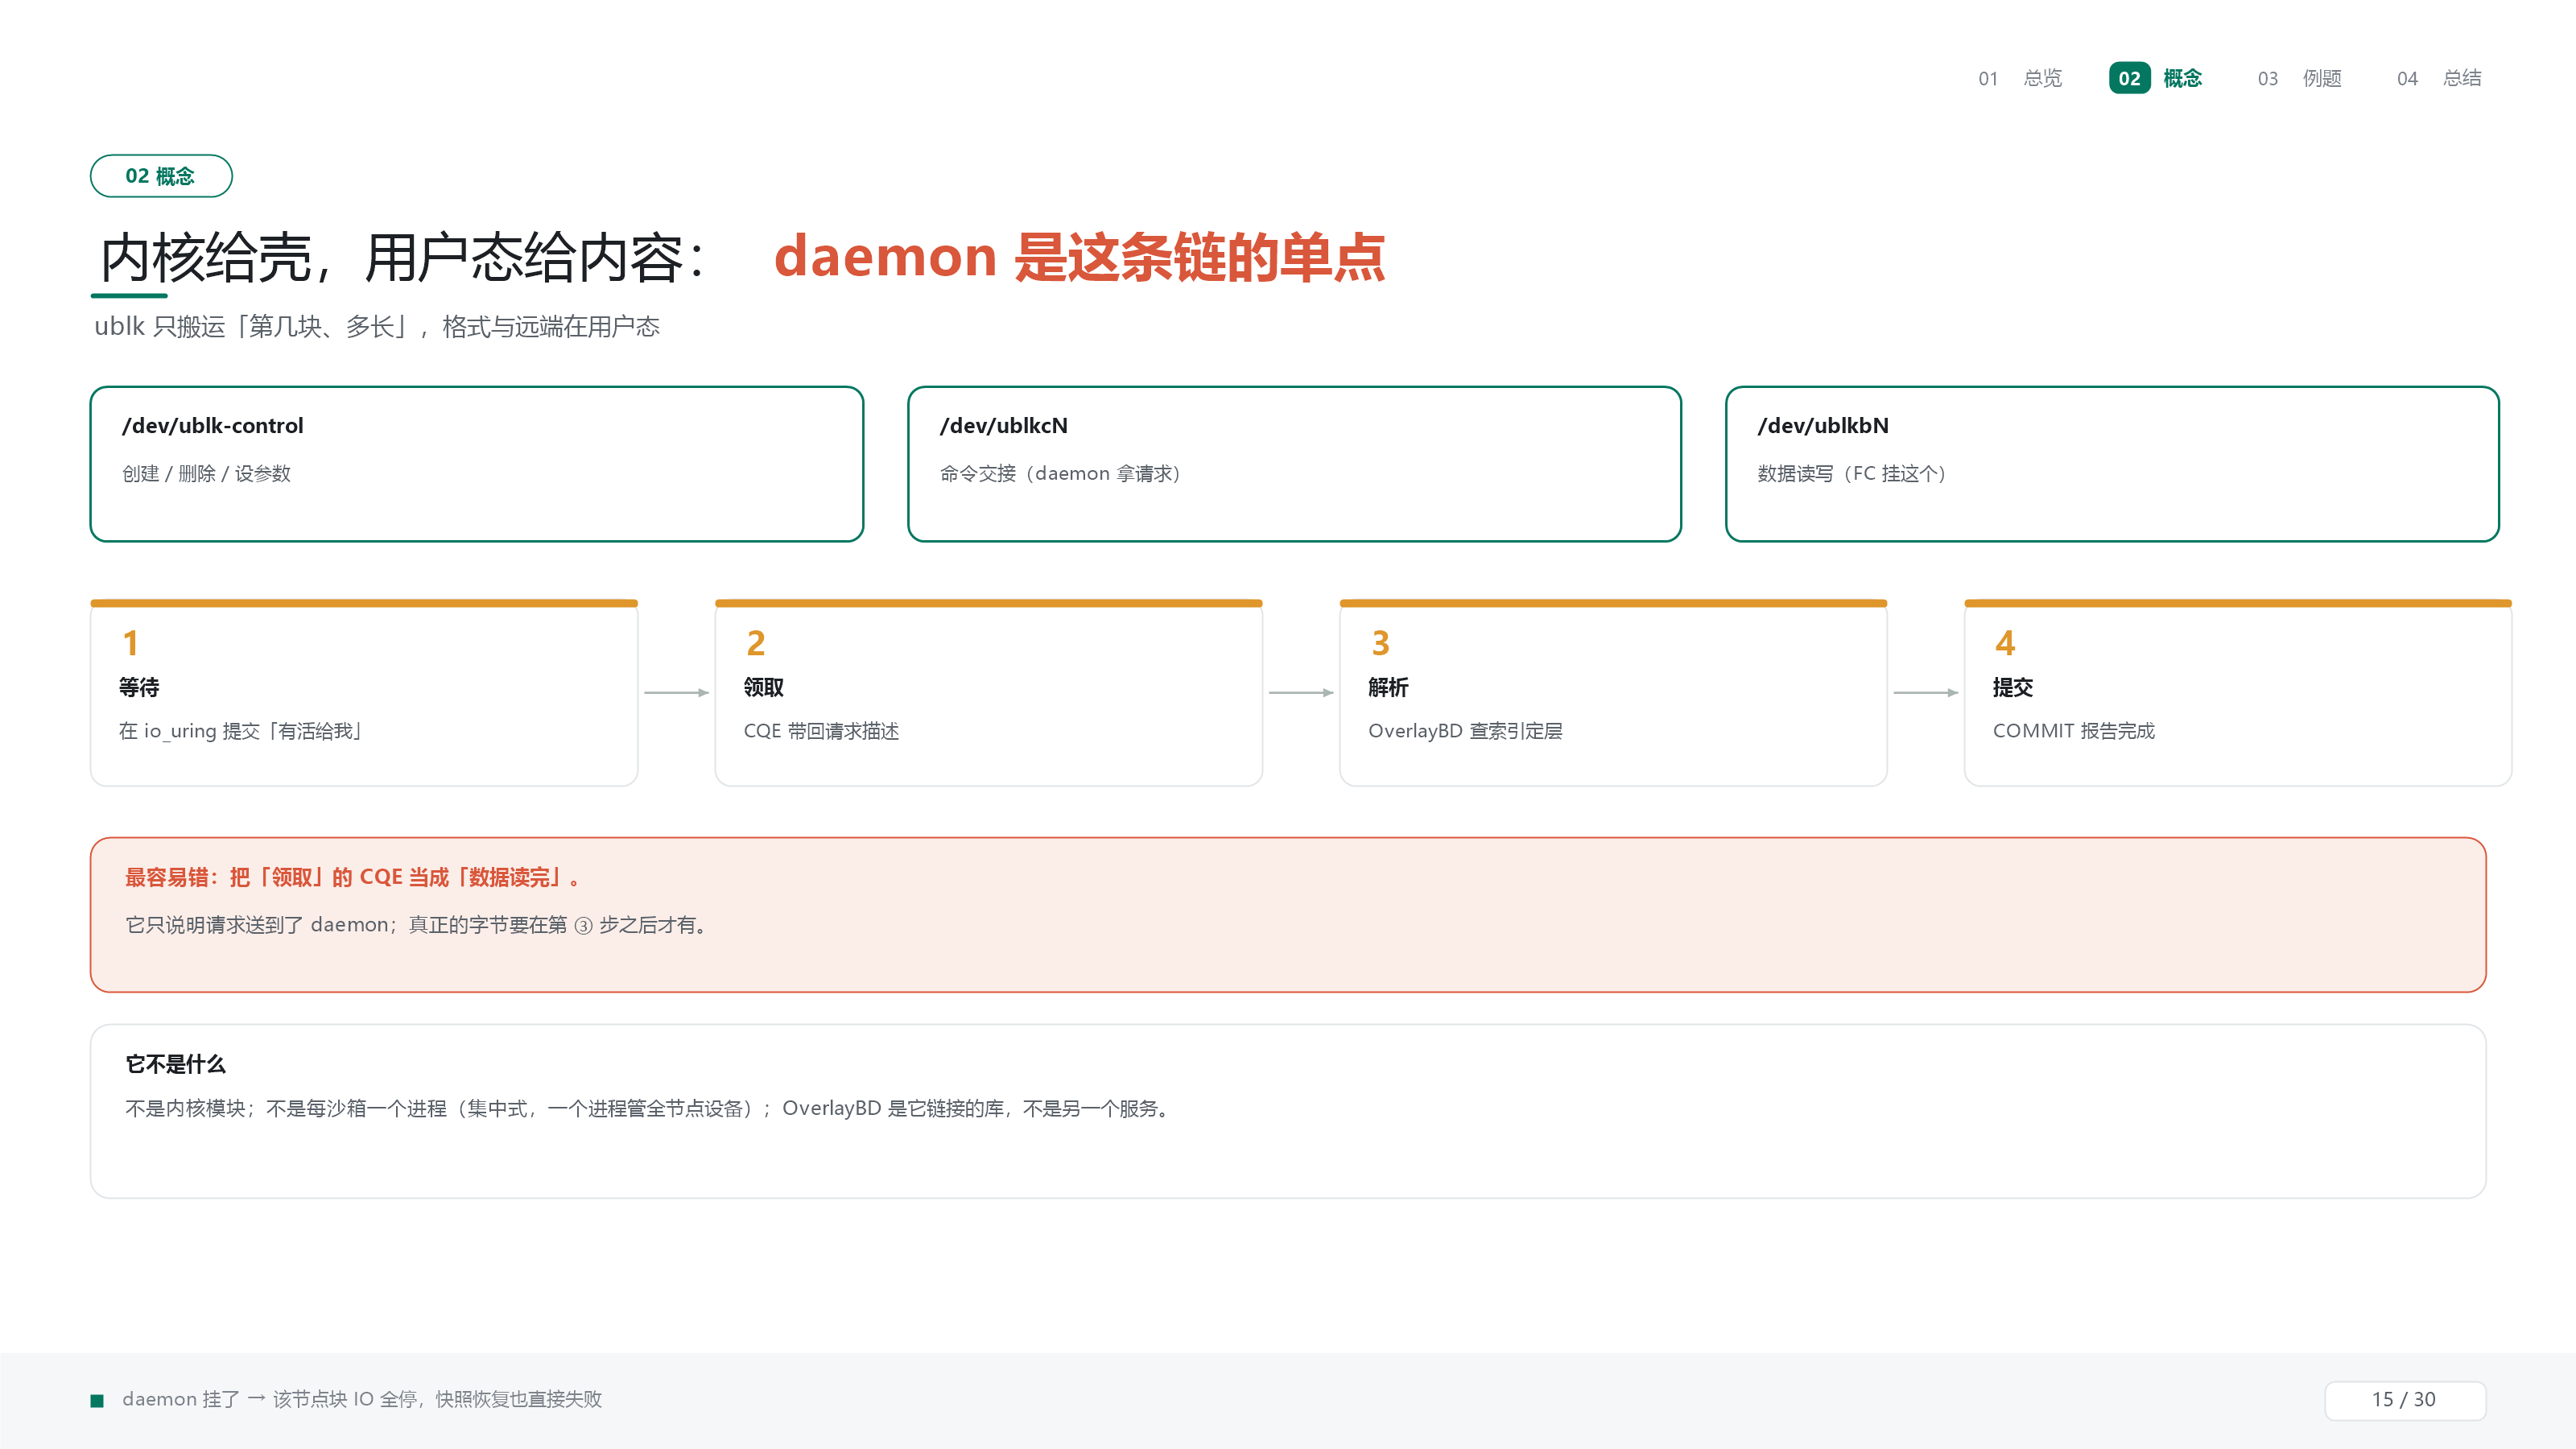 01 总览 02 概念 03 例题 04 总结
02 概念
内核给壳，用户态给内容： daemon 是这条链的单点
ublk 只搬运「第几块、多长」，格式与远端在用户态
/dev/ublk-control
创建 / 删除 / 设参数
/dev/ublkcN
命令交接（daemon 拿请求）
/dev/ublkbN
数据读写（FC 挂这个）
1
等待
在 io_uring 提交「有活给我」
2
领取
CQE 带回请求描述
3
解析
OverlayBD 查索引定层
4
提交
COMMIT 报告完成
最容易错：把「领取」的 CQE 当成「数据读完」。
它只说明请求送到了 daemon；真正的字节要在第 ③ 步之后才有。
它不是什么
不是内核模块；不是每沙箱一个进程（集中式，一个进程管全节点设备）；OverlayBD 是它链接的库，不是另一个服务。
daemon 挂了 → 该节点块 IO 全停，快照恢复也直接失败
15 / 30